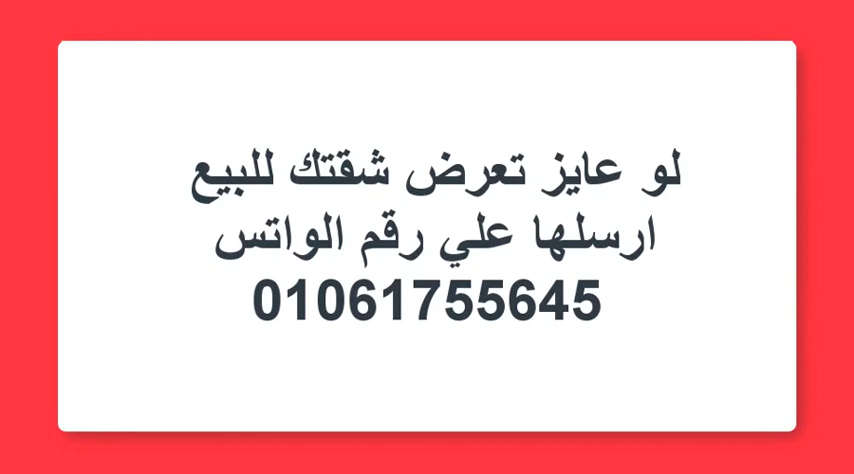 لو عايز تعرض شقتك للبيع
ارسلها علي رقم الواتس
01061755645